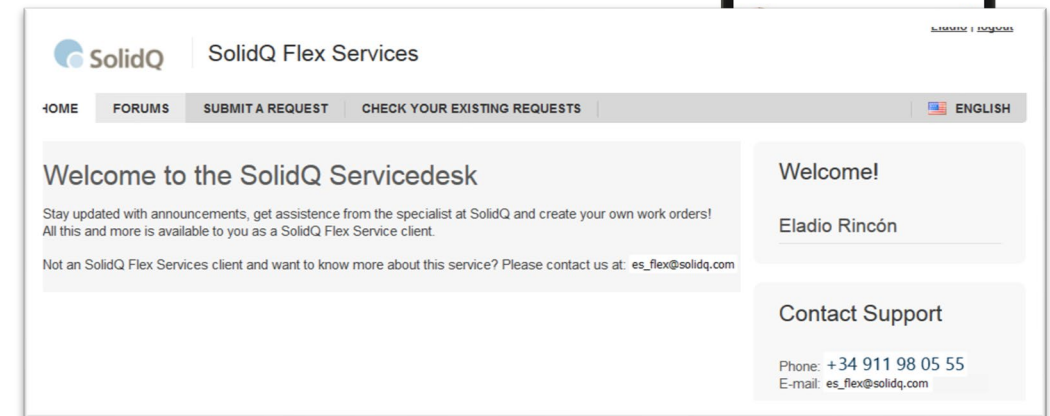 SolidQ
SolidQ Flex Services
Eladio | logout
HOME FORUMS SUBMIT A REQUEST CHECK YOUR EXISTING REQUESTS ENGLISH
Welcome to the SolidQ Servicedesk
Stay updated with announcements, get assistence from the specialist at SolidQ and create your own work orders!
All this and more is available to you as a SolidQ Flex Service client.
Not an SolidQ Flex Services client and want to know more about this service? Please contact us at: es_flex@solidq.com
Welcome!
Eladio Rincón
Contact Support
Phone: +34 911 98 05 55
E-mail: es_flex@solidq.com